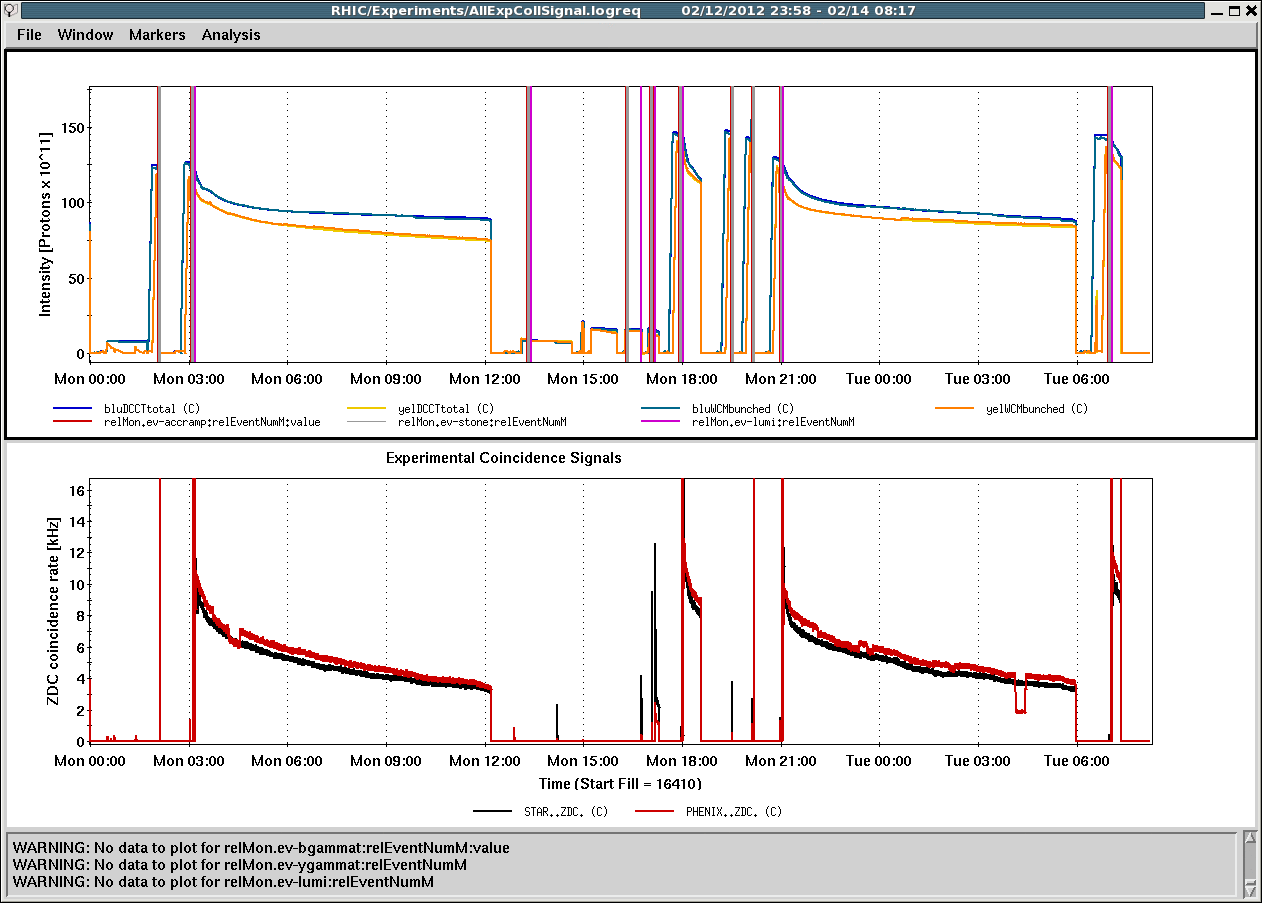 RHIC/Experiments/AllExpCollSignal.logreq 02/12/2012 23:58 - 02/14 08:17
File Window Markers Analysis
Intensity [Protons x 10^11]
150
100
50
0
Mon 00:00 Mon 03:00 Mon 06:00 Mon 09:00 Mon 12:00 Mon 15:00 Mon 18:00 Mon 21:00 Tue 00:00 Tue 03:00 Tue 06:00
bluDCCTtotal (C) yelDCCTtotal (C) bluWCMbunched (C) yelWCMbunched (C)
relMon.ev-accramp:relEventNumM:value relMon.ev-stone:relEventNumM relMon.ev-lumi:relEventNumM
Experimental Coincidence Signals
ZDC coincidence rate [kHz]
16
14
12
10
8
6
4
2
0
Mon 00:00 Mon 03:00 Mon 06:00 Mon 09:00 Mon 12:00 Mon 15:00 Mon 18:00 Mon 21:00 Tue 00:00 Tue 03:00 Tue 06:00
Time (Start Fill = 16410)
STAR..ZDC. (C) PHENIX..ZDC. (C)
WARNING: No data to plot for relMon.ev-bgammat:relEventNumM:value
WARNING: No data to plot for relMon.ev-ygammat:relEventNumM
WARNING: No data to plot for relMon.ev-lumi:relEventNumM